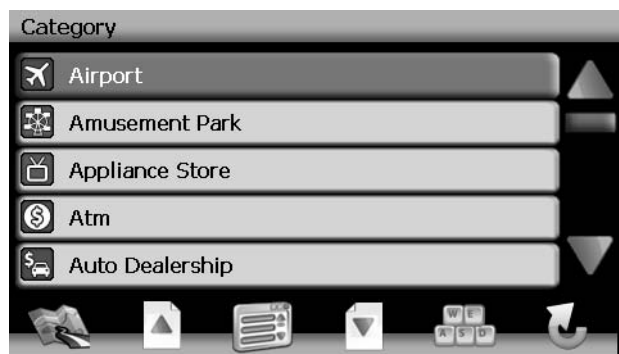 Category
Airport
Amusement Park
Appliance Store
$ Atm
$ Auto Dealership
W E
A S D